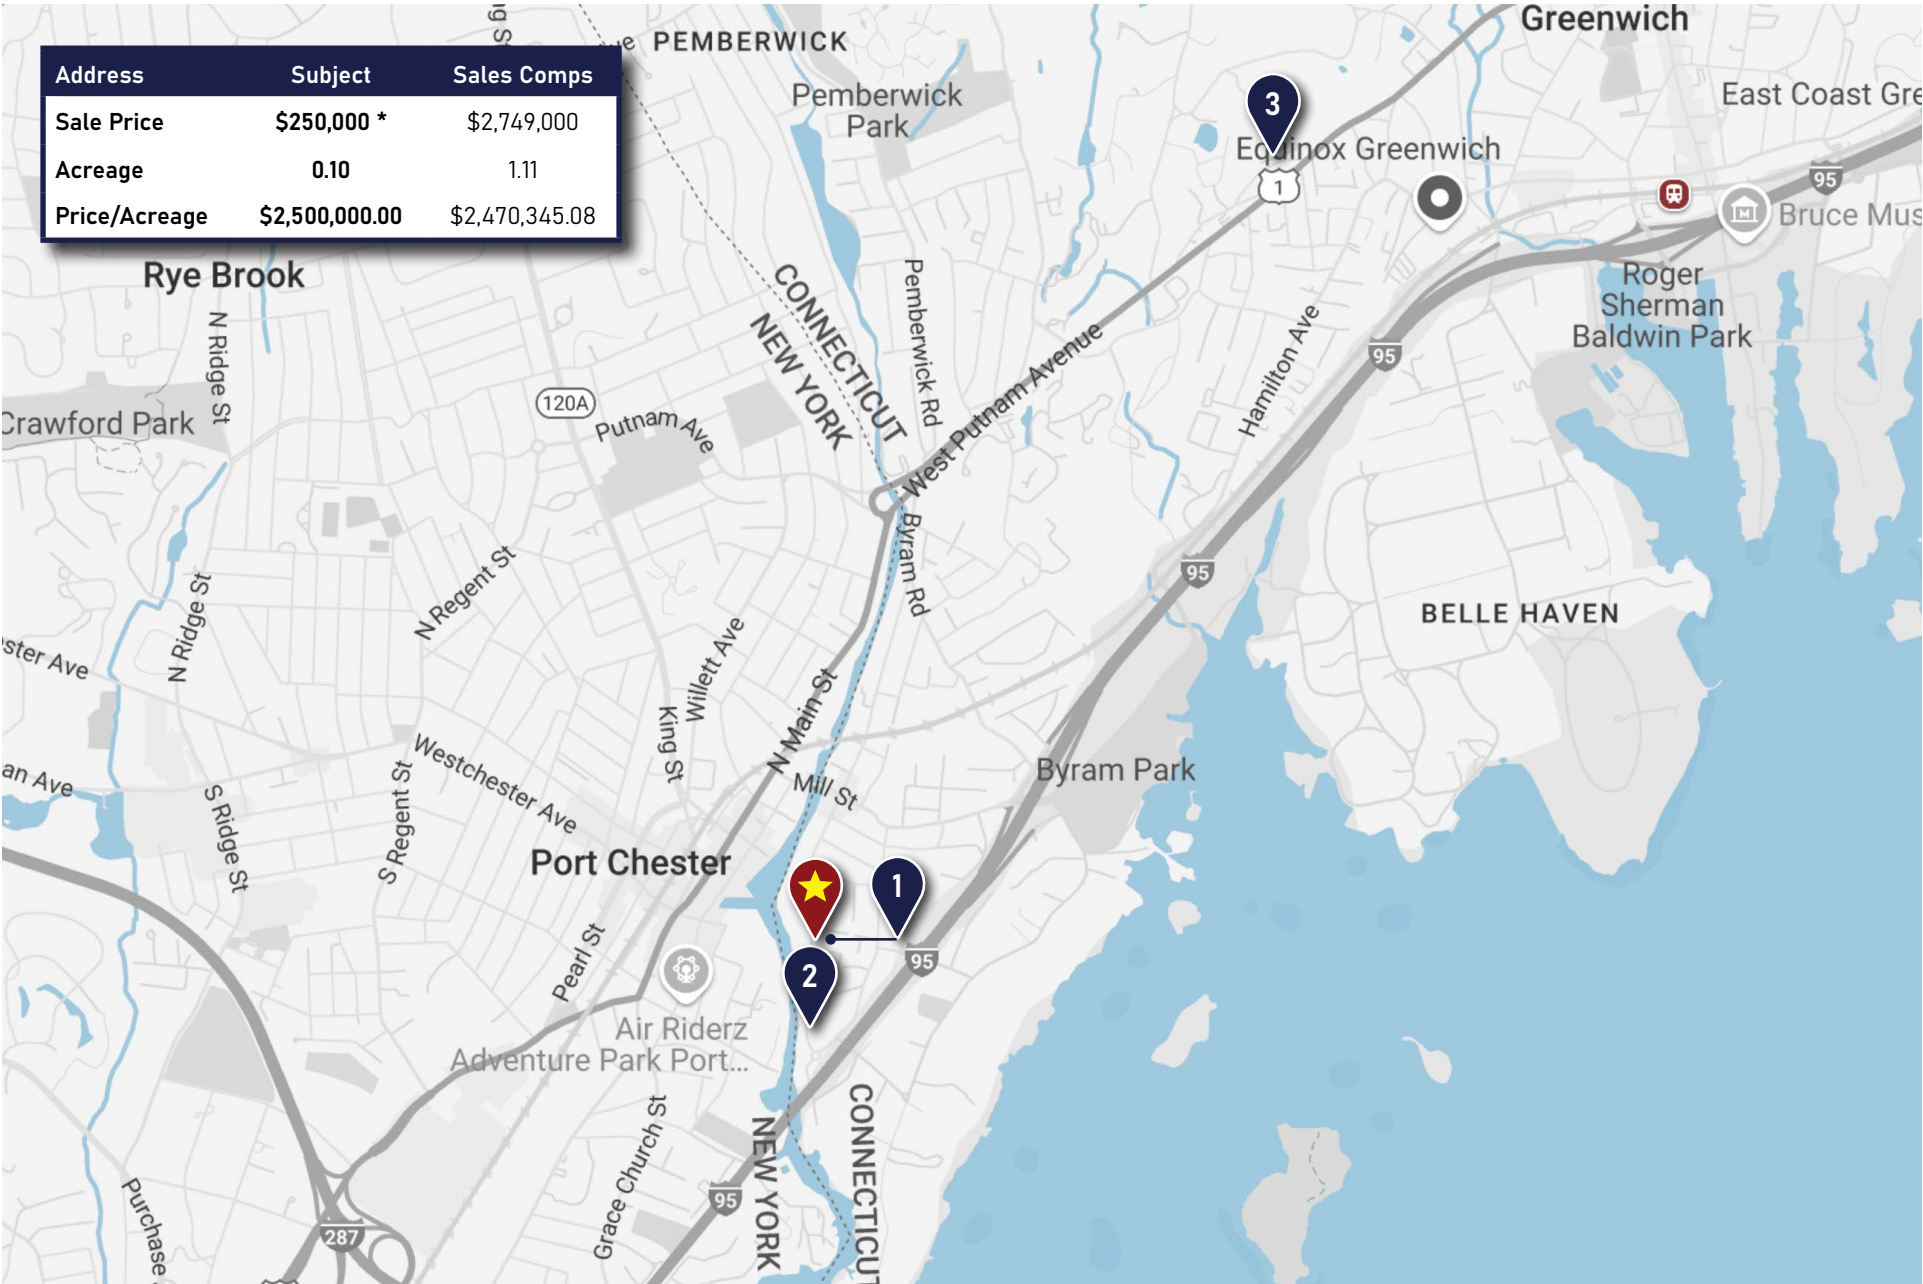 Address Subject Sales Comps
Sale Price $250,000 * $2,749,000
Acreage 0.10 1.11
Price/Acreage $2,500,000.00 $2,470,345.08
PEMBERWICK
Greenwich
Pemberwick
Park
3
East Coast Gre
Equinox Greenwich
1
95
Bruce Mus
Rye Brook
CONNECTICUT
NEW YORK
Pemberwick Rd
Roger
Sherman
Baldwin Park
N Ridge St
Hamilton Ave
95
West Putnam Avenue
120A
Putnam Ave
Crawford Park
Byram Rd
N Regent St
95
N Ridge St
BELLE HAVEN
ster Ave
Willett Ave
King St
N Main St
Westchester Ave
Mill St
Byram Park
an Ave
S Ridge St
S Regent St
Port Chester
1
Pearl St
95
2
Air Riderz
Adventure Park Port...
CONNECTICUT
NEW YORK
Grace Church St
95
Purchase
287